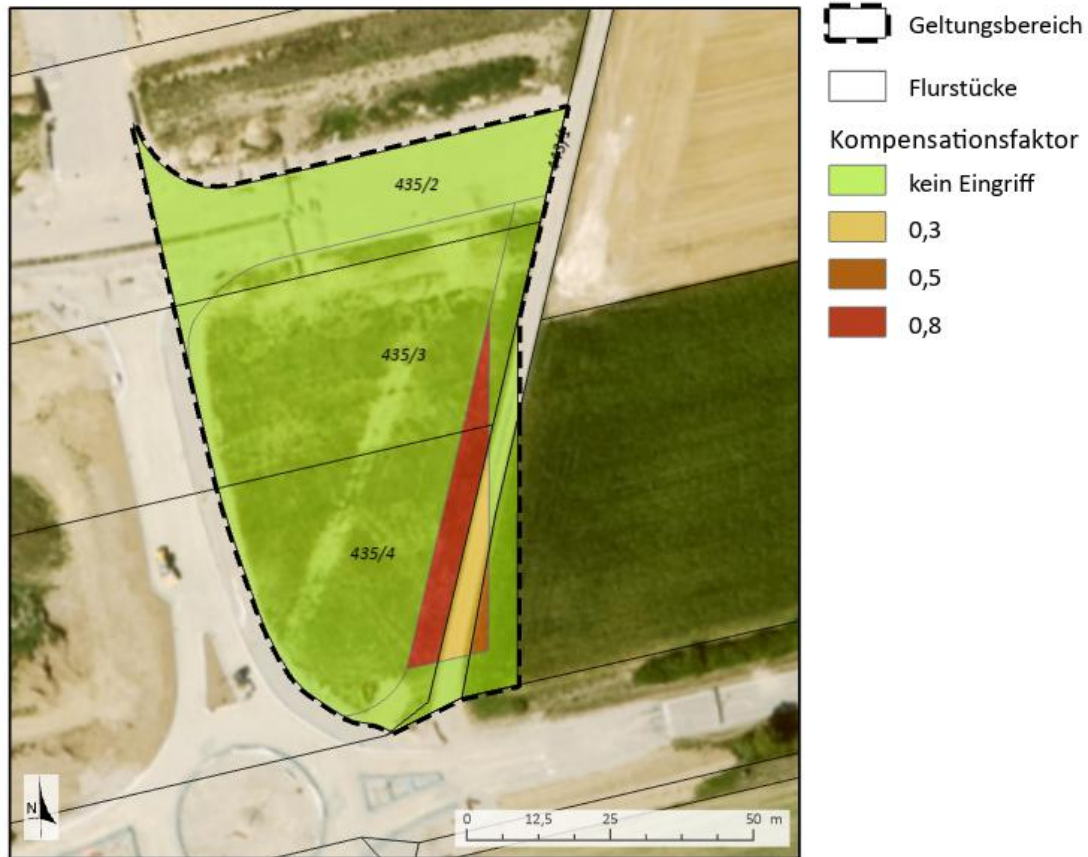 Geltungsbereich
Flurstücke
Kompensationsfaktor
kein Eingriff
0,3
0,5
0,8
435/2
435/3
435/4
N
0 12,5 25 50 m